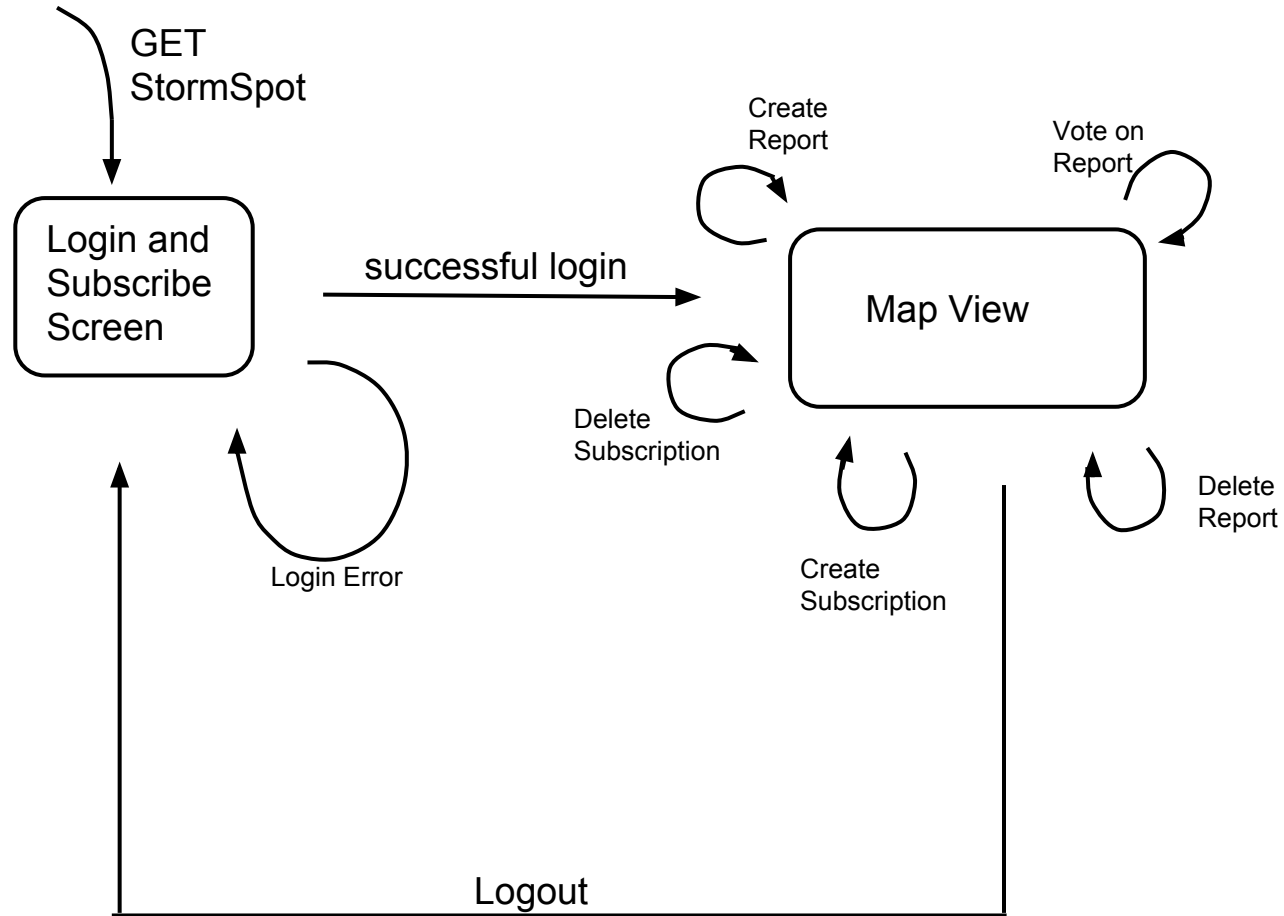 GET
StormSpot
Create
Report
Vote on
Report
Login and
Subscribe
Screen
successful login
Map View
Delete
Subscription
Delete
Report
Login Error
Create
Subscription
Logout